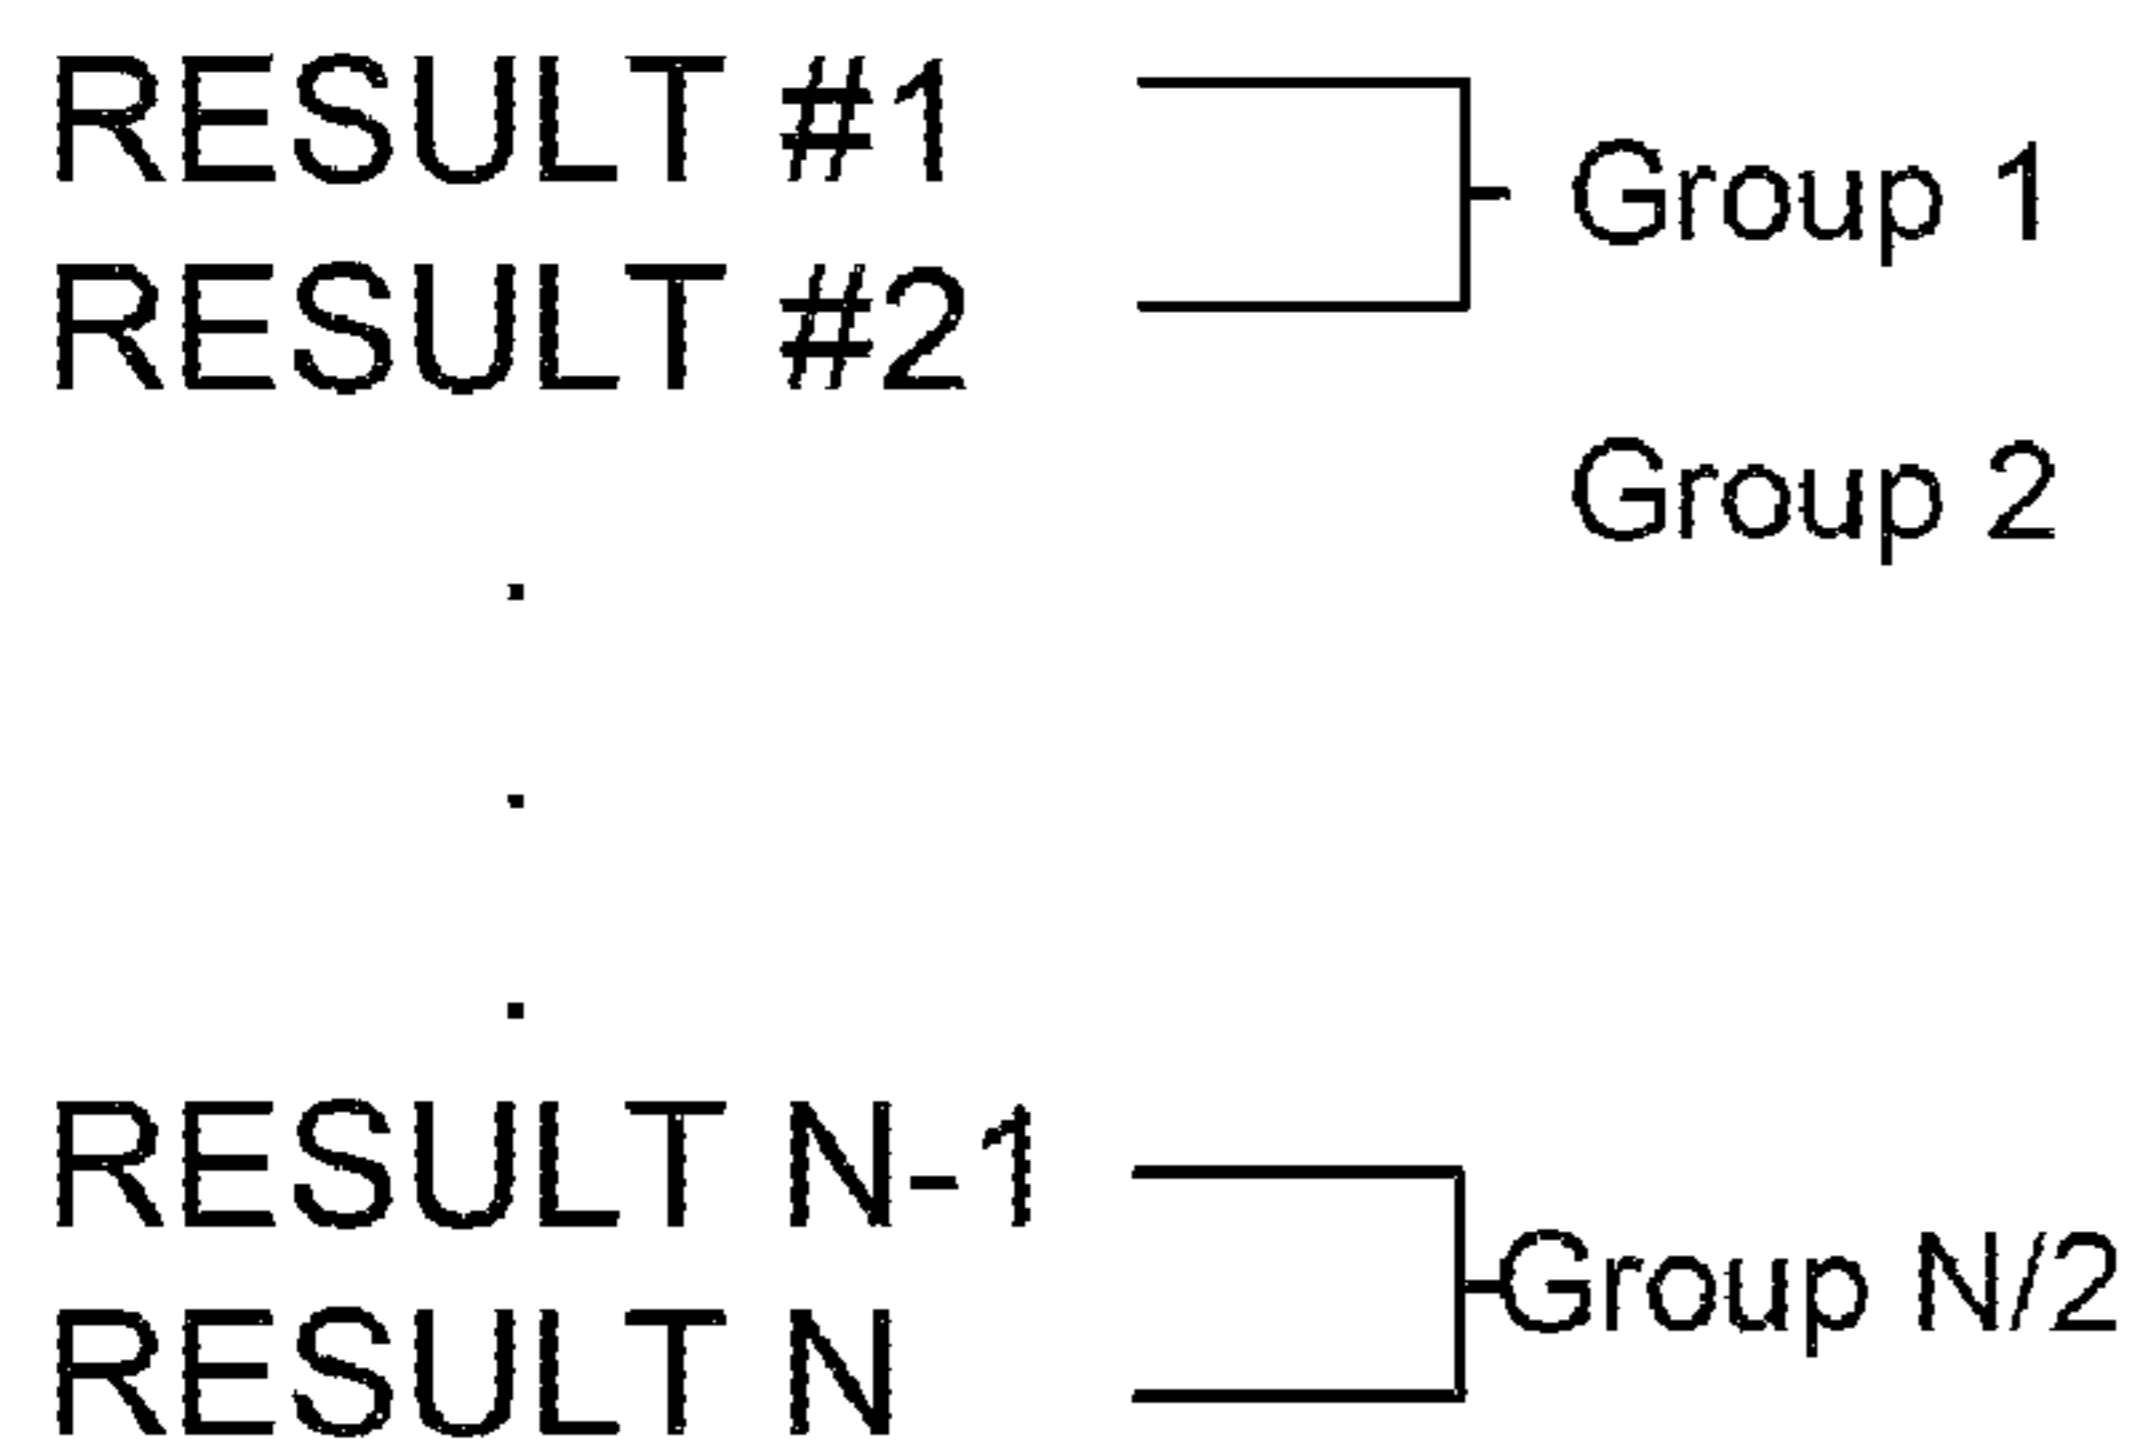 RESULT #1
Group 1
RESULT #2
Group 2
.
.
.
RESULT N-1
Group N/2
RESULT N